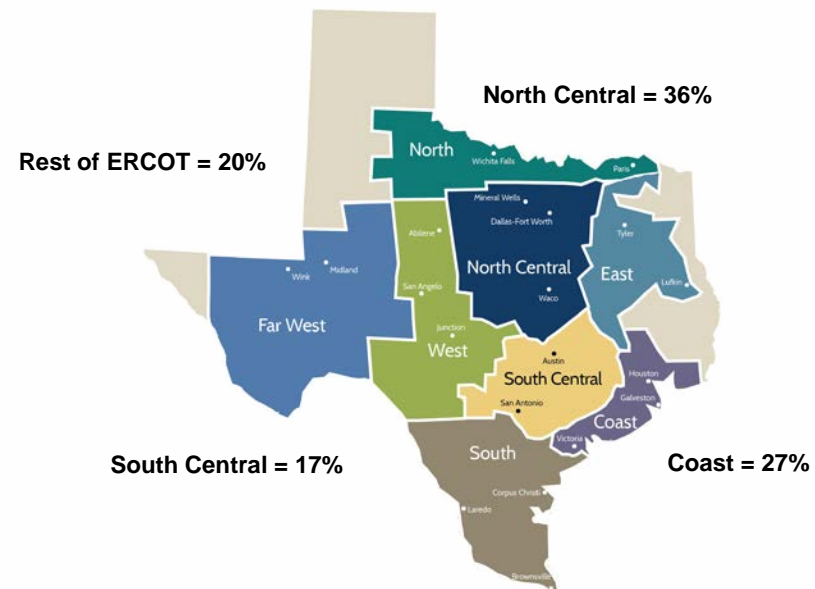 North Central = 36%
Rest of ERCOT = 20%
North
Wichita Falls
Paris
Mineral Wells
Dallas-Fort Worth
Abilene
Tyler
North Central
East
Wink
Midland
San Angelo
Waco
Lufkin
Far West
Junction
West
Austin
South Central
Houston
San Antonio
Galveston
Coast
Victoria
South
South Central = 17%
Coast = 27%
Corpus Christi
Laredo
Brownsville